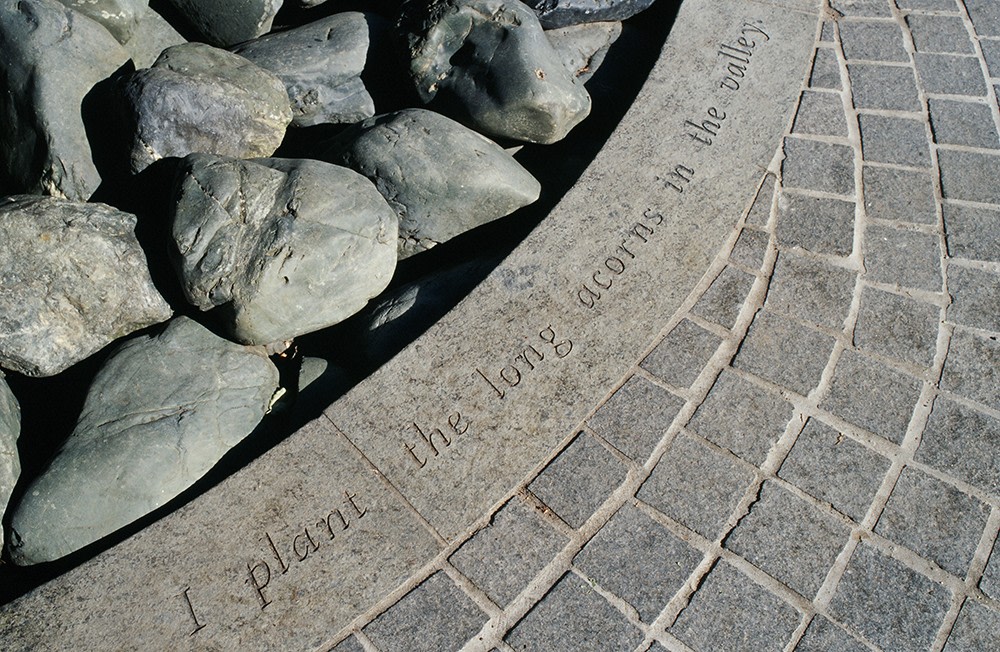 I plant the long acorns in the valley.